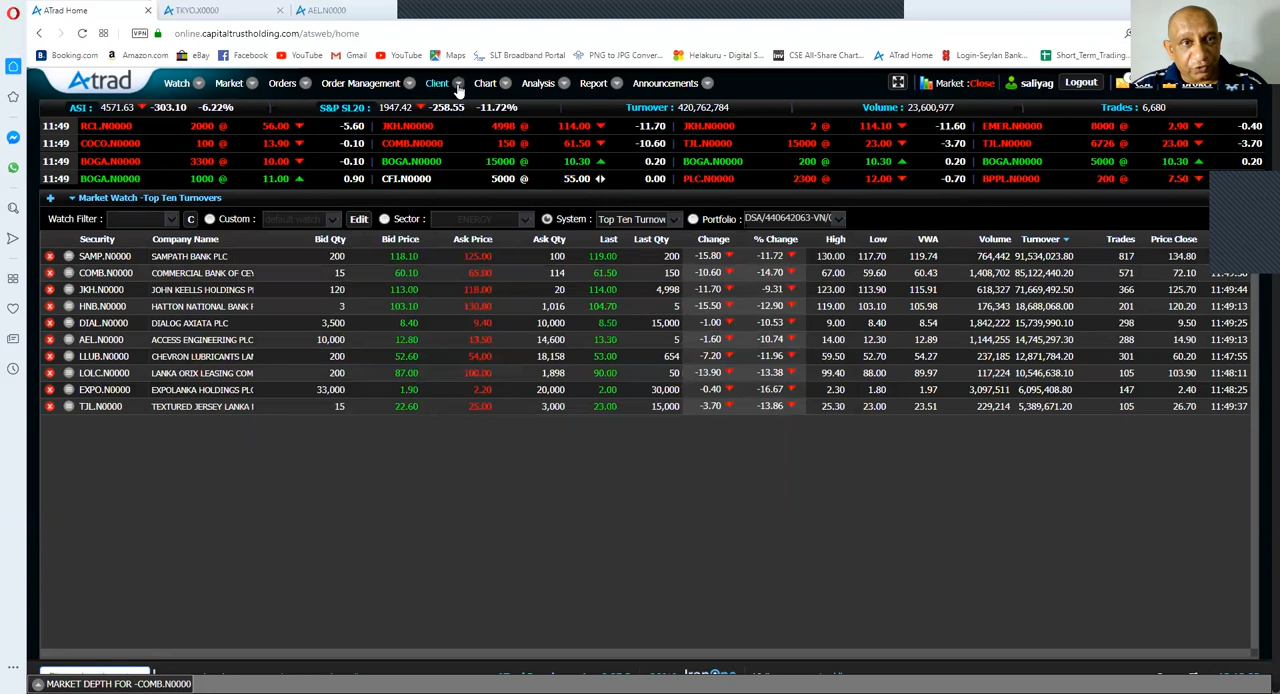 ATrad Home TKYO.X0000 AEL.N0000
VPN online.capitaltrustholding.com/atsweb/home
Booking.com Amazon.com eBay Facebook YouTube Gmail YouTube Maps SLT Broadband Portal PNG to JPG Conver... Helakuru - Digital S... CSE All-Share Chart... ATrad Home Login-Seylan Bank... Short_Term_Trading
Atrad Watch Market Orders Order Management Client Chart Analysis Report Announcements Market :Close saliyag Logout
ASI : 4571.63 -303.10 -6.22% S&P SL20 : 1947.42 -258.55 -11.72% Turnover : 420,762,784 Volume : 23,600,977 Trades : 6,680
11:49 RCL.N0000 2000 @ 56.00 -5.60 JKH.N0000 4998 @ 114.00 -11.70 JKH.N0000 2 @ 114.10 -11.60 EMER.N0000 8000 @ 2.90 -0.40
11:49 COCO.N0000 100 @ 13.90 -0.10 COMB.N0000 150 @ 61.50 -10.60 TJL.N0000 15000 @ 23.00 -3.70 TJL.N0000 6726 @ 23.00 -3.70
11:49 BOGA.N0000 3300 @ 10.00 -0.10 BOGA.N0000 15000 @ 10.30 0.20 BOGA.N0000 200 @ 10.30 0.20 BOGA.N0000 5000 @ 10.30 0.20
11:49 BOGA.N0000 1000 @ 11.00 0.90 CFI.N0000 5000 @ 55.00 0.00 PLC.N0000 2300 @ 12.00 -0.70 BPPL.N0000 200 @ 7.50
Market Watch -Top Ten Turnovers
Watch Filter : C Custom : default watch Edit Sector : ENERGY System : Top Ten Turnov Portfolio : DSA/440642063-VN/0
Security Company Name Bid Qty Bid Price Ask Price Ask Qty Last Last Qty Change % Change High Low VWA Volume Turnover Trades Price Close
SAMP.N0000 SAMPATH BANK PLC 200 118.10 125.00 100 119.00 200 -15.80 -11.72 130.00 117.70 119.74 764,442 91,534,023.80 817 134.80
COMB.N0000 COMMERCIAL BANK OF CEY 15 60.10 65.00 114 61.50 150 -10.60 -14.70 67.00 59.60 60.43 1,408,702 85,122,440.20 571 72.10 11:49:38
JKH.N0000 JOHN KEELLS HOLDINGS P 120 113.00 118.00 20 114.00 4,998 -11.70 -9.31 123.00 113.90 115.91 618,327 71,669,492.50 366 125.70 11:49:44
HNB.N0000 HATTON NATIONAL BANK F 3 103.10 130.80 100 104.70 5 -15.50 -12.90 119.00 103.10 105.98 176,343 18,688,068.00 201 120.20 11:49:13
DIAL.N0000 DIALOG AXIATA PLC 3,500 8.40 9.40 10,000 8.50 15,000 -1.00 -10.53 9.00 8.40 8.54 1,842,222 15,739,990.10 298 9.50 11:49:25
AEL.N0000 ACCESS ENGINEERING PLC 10,000 12.80 13.50 14,600 13.30 5 -1.60 -10.74 14.00 12.30 12.89 1,144,255 14,745,297.30 288 14.90 11:49:13
LLUB.N0000 CHEVRON LUBRICANTS LAN 200 52.60 54.00 18,158 53.00 654 -7.20 -11.96 59.50 52.70 54.27 237,185 12,871,784.20 301 60.20 11:47:55
LOLC.N0000 LANKA ORIX LEASING COM 200 87.00 100.00 1,898 90.00 50 -13.90 -13.38 99.40 88.00 89.97 117,224 10,546,638.10 105 103.90 11:48:11
EXPO.N0000 EXPOLANKA HOLDINGS PLC 33,000 1.90 2.20 20,000 2.00 30,000 -0.40 -16.67 2.30 1.80 1.97 3,097,511 6,095,408.80 147 2.40 11:48:25
TJL.N0000 TEXTURED JERSEY LANKA 15 22.60 25.00 3,000 23.00 15,000 -3.70 -13.86 25.30 23.00 23.51 229,214 5,389,671.20 105 26.70 11:49:37
MARKET DEPTH FOR -COMB.N0000